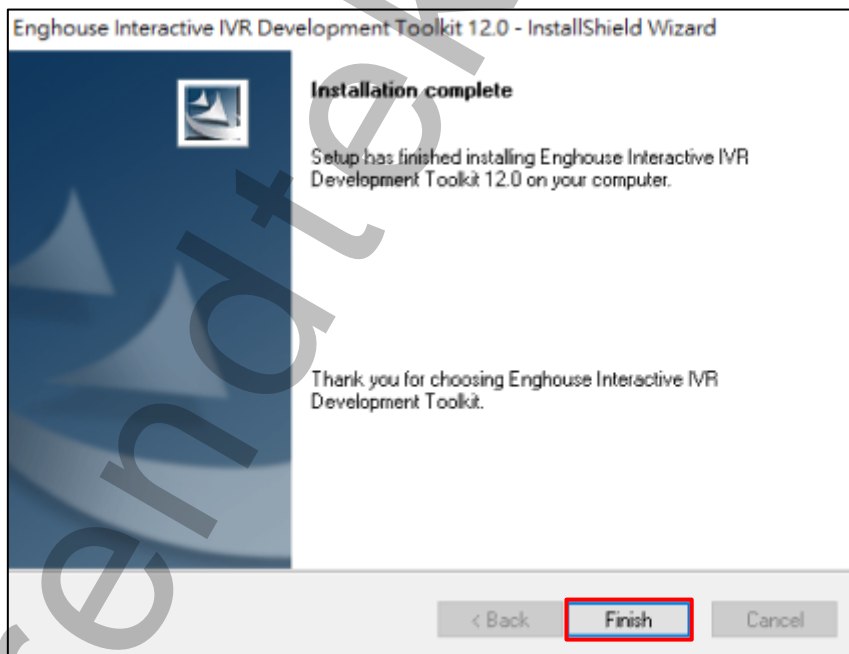 Enghouse Interactive IVR Development Toolkit 12.0 - InstallShield Wizard
Installation complete
Setup has finished installing Enghouse Interactive IVR
Development Toolkit 12.0 on your computer.
Thank you for choosing Enghouse Interactive IVR
Development Toolkit.
< Back
Finish
Cancel
endtek